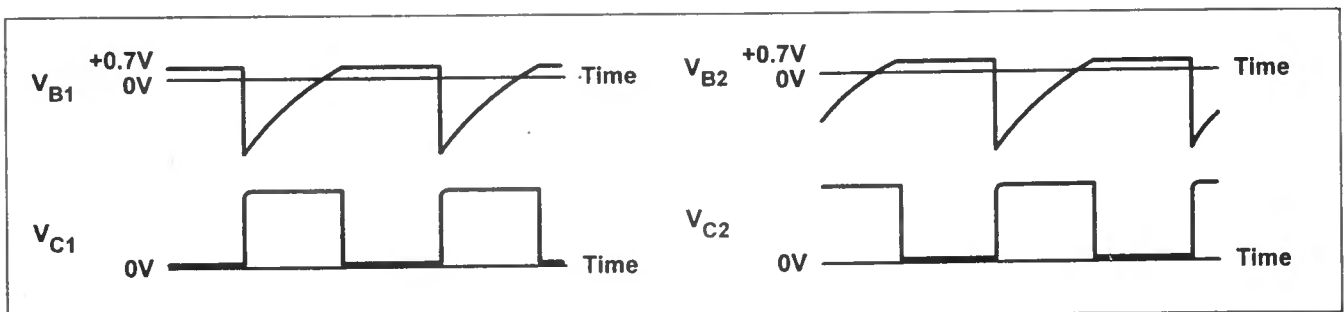 +0.7V
0V
V_B1
Time
V_C1
0V
Time
+0.7V
0V
V_B2
Time
V_C2
0V
Time